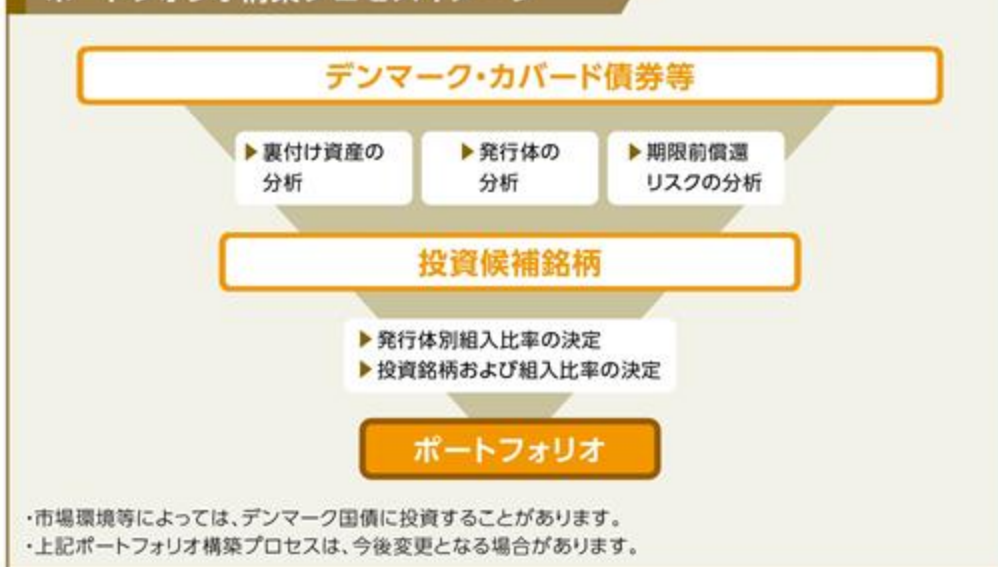 デンマーク・カバード債券等
▶裏付け資産の
分析
▶発行体の
分析
▶期限前償還
リスクの分析
投資候補銘柄
▶発行体別組入比率の決定
▶投資銘柄および組入比率の決定
ポートフォリオ
・市場環境等によっては、デンマーク国債に投資することがあります。
・上記ポートフォリオ構築プロセスは、今後変更となる場合があります。